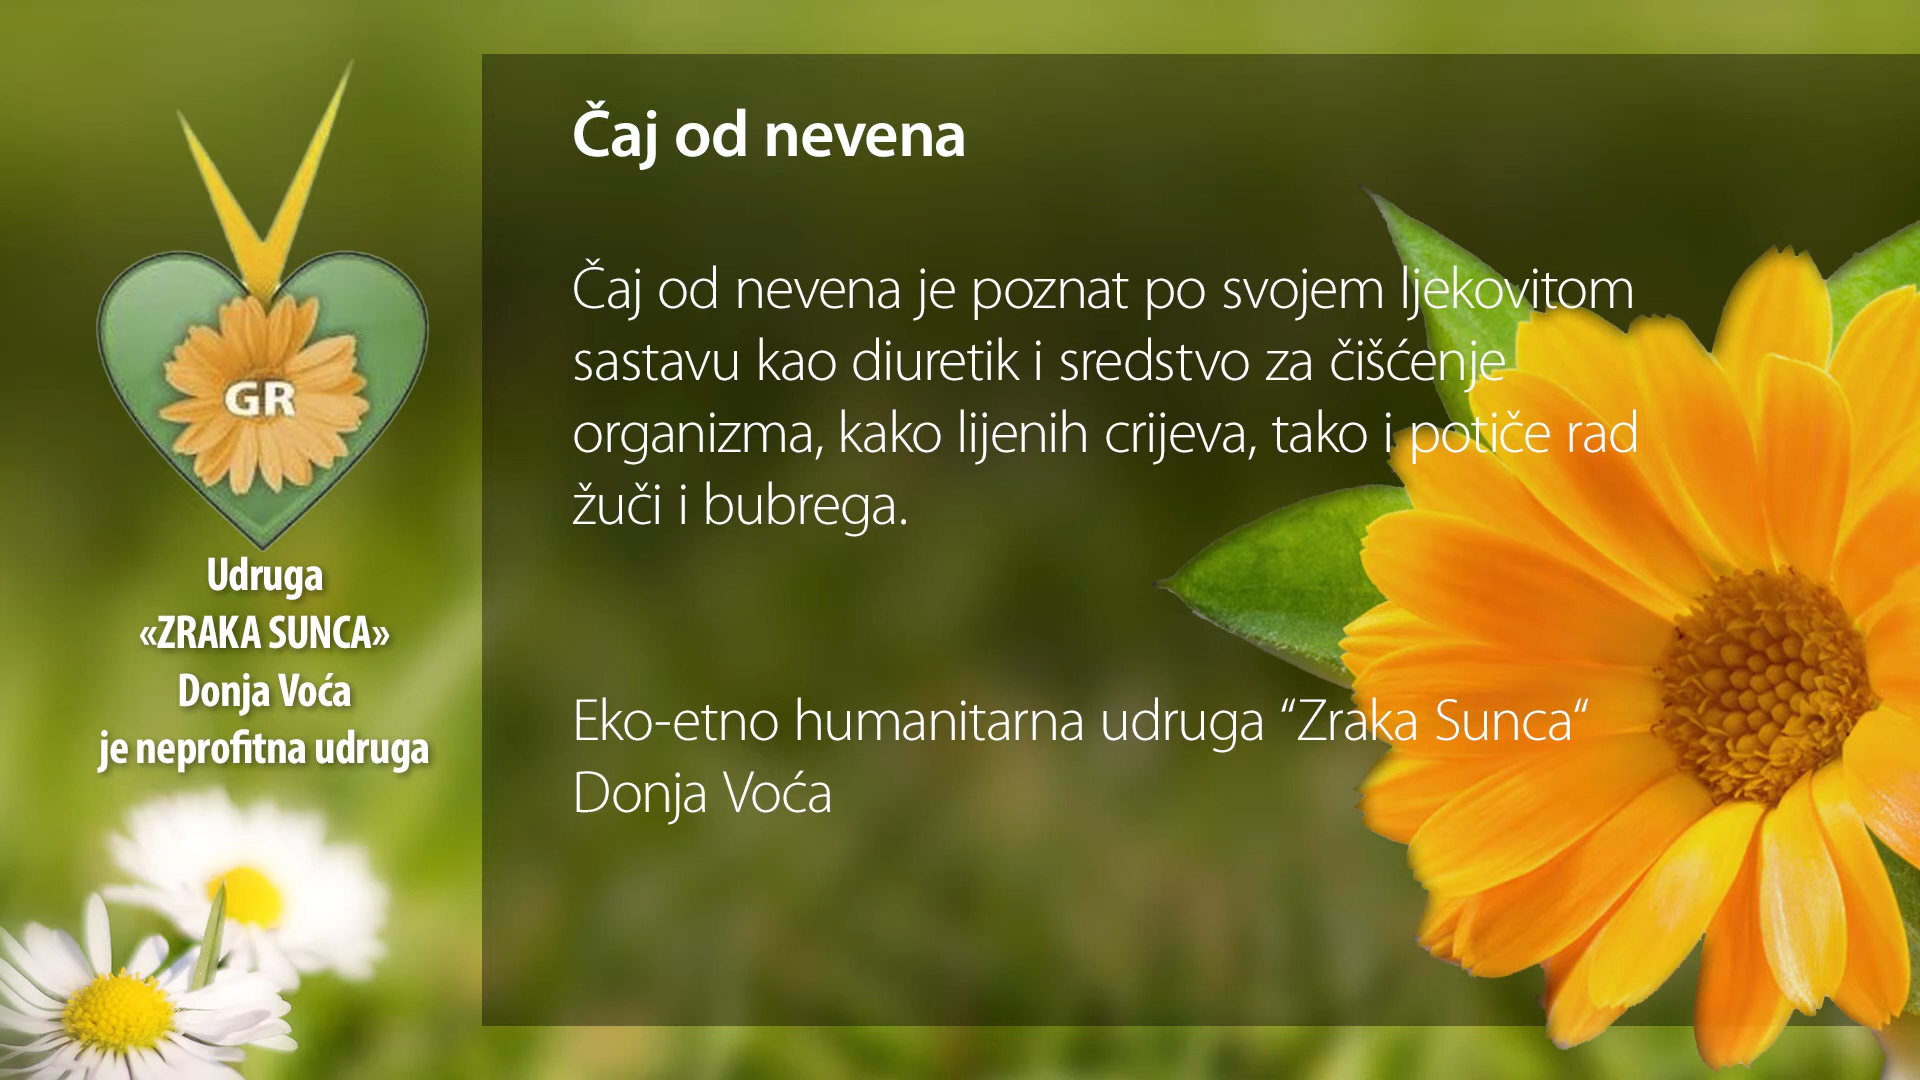 GR
Udruga
«ZRAKA SUNCA»
Donja Voća
je neprofitna udruga
Čaj od nevena
Čaj od nevena je poznat po svojem ljekovitom
sastavu kao diuretik i sredstvo za čišćenje
organizma, kako lijenih crijeva, tako i potiče rad
žuči i bubrega.
Eko-etno humanitarna udruga “Zraka Sunca“
Donja Voća